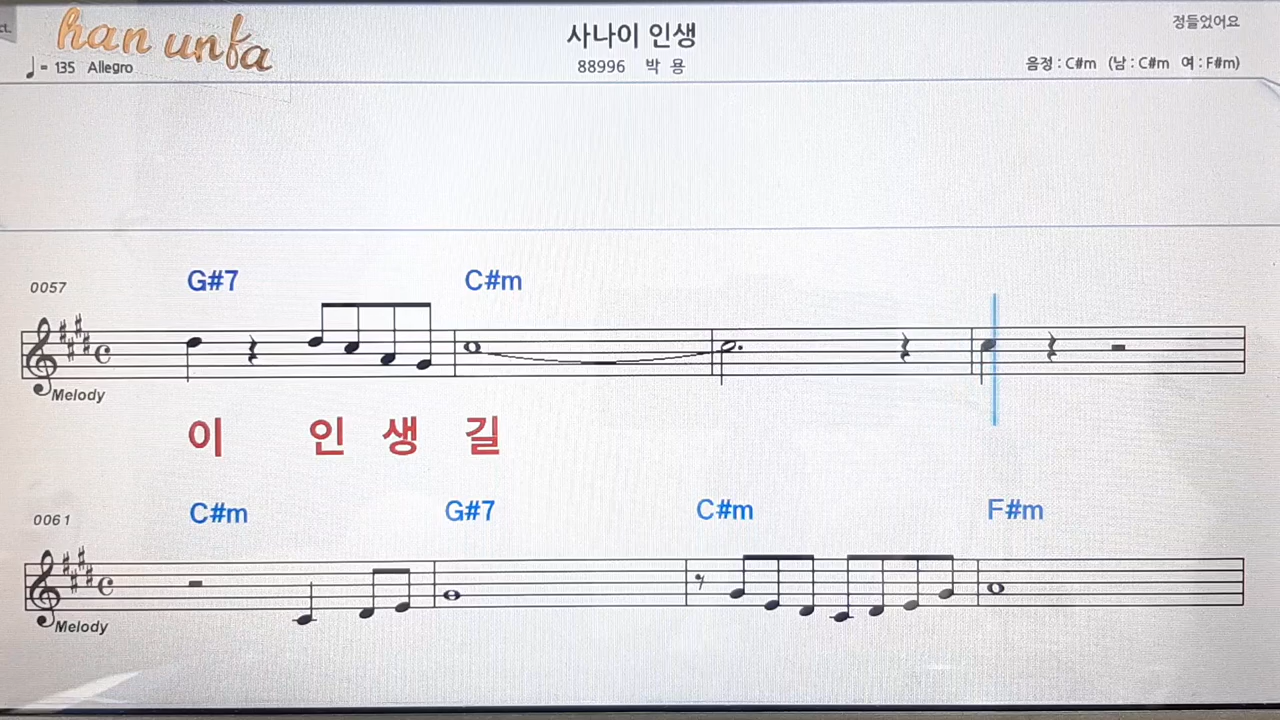 han unfa
사나이 인생
정들었어요
♩= 135 Allegro
88996 박 용
음정 : C#m (남 : C#m 여 : F#m)
0057
G#7 C#m
Melody
이 인 생 길
0061
C#m G#7 C#m F#m
Melody